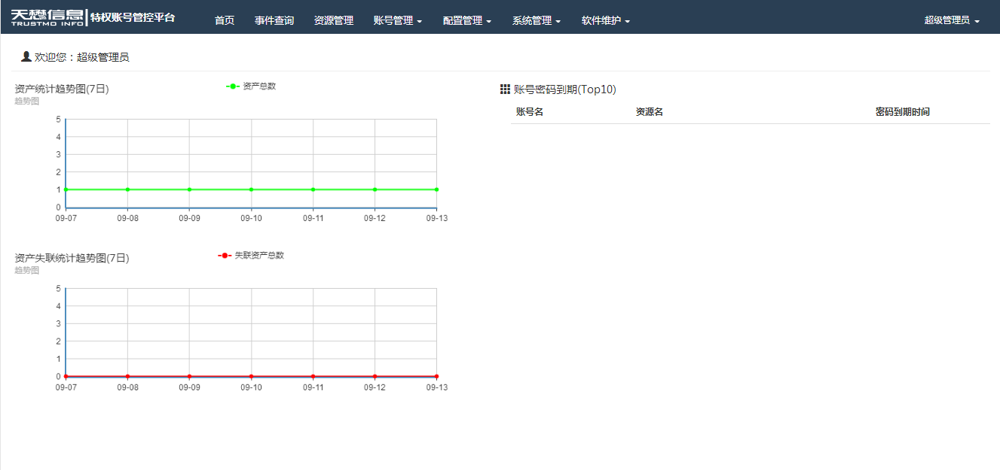 天懋信息 特权账号管控平台 首页 事件查询 资源管理 账号管理 配置管理 系统管理 软件维护 超级管理员
TRUSTMO INFO
欢迎您：超级管理员
资产统计趋势图(7日) 资产总数
趋势图
5
4
3
2
1
0
09-07 09-08 09-09 09-10 09-11 09-12 09-13
资产失联统计趋势图(7日) 失联资产总数
趋势图
5
4
3
2
1
0
09-07 09-08 09-09 09-10 09-11 09-12 09-13
账号密码到期(Top10)
账号名 资源名 密码到期时间